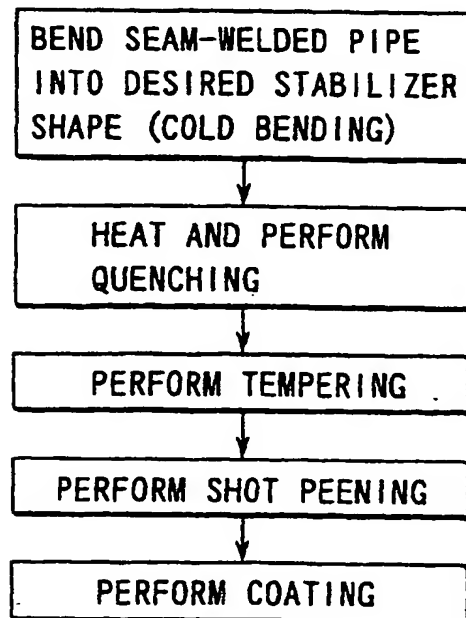 BEND SEAM-WELDED PIPE
INTO DESIRED STABILIZER
SHAPE (COLD BENDING)
HEAT AND PERFORM
QUENCHING
PERFORM TEMPERING
PERFORM SHOT PEENING
PERFORM COATING